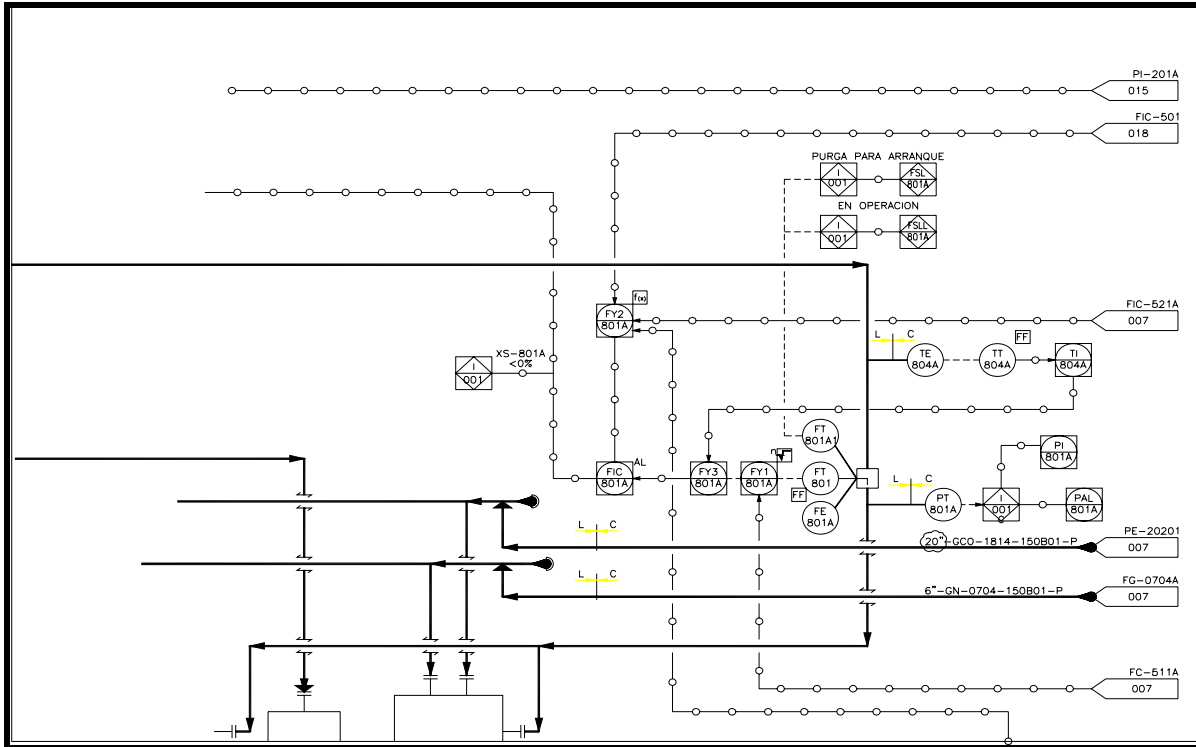 PI-201A
015
FIC-501
018
PURGA PARA ARRANQUE
I
001
FSL
801A
EN OPERACION
I
001
FSLL
801A
f(x)
FY2
801A
FIC-521A
007
L C
FF
TE
804A
TT
804A
TI
804A
XS-801A
<0%
I
001
FT
801A1
AL
FIC
801A
FY3
801A
FY1
801A
FT
801
FF
FE
801A
L C
PT
801A
I
001
PI
801A
PAL
801A
PE-20201
007
L C
20"-GCO-1814-150B01-P
FG-0704A
007
L C
6"-GN-0704-150B01-P
FC-511A
007